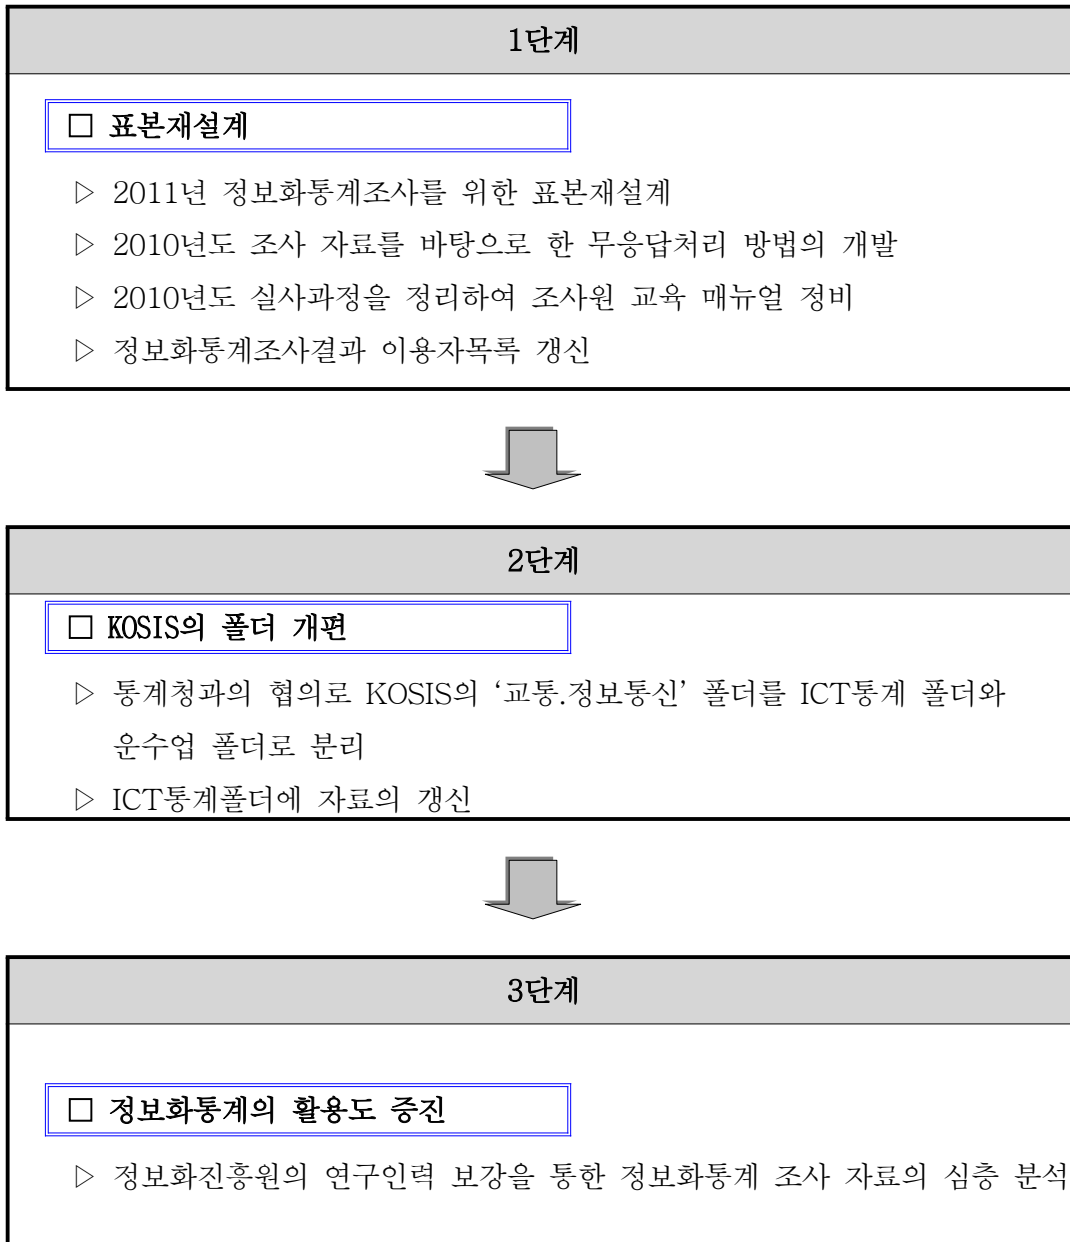 1단계
□ 표본재설계
▷ 2011년 정보화통계조사를 위한 표본재설계
▷ 2010년도 조사 자료를 바탕으로 한 무응답처리 방법의 개발
▷ 2010년도 실사과정을 정리하여 조사원 교육 매뉴얼 정비
▷ 정보화통계조사결과 이용자목록 갱신
2단계
□ KOSIS의 폴더 개편
▷ 통계청과의 협의로 KOSIS의 ‘교통.정보통신’ 폴더를 ICT통계 폴더와
운수업 폴더로 분리
▷ ICT통계폴더에 자료의 갱신
3단계
□ 정보화통계의 활용도 증진
▷ 정보화진흥원의 연구인력 보강을 통한 정보화통계 조사 자료의 심층 분석